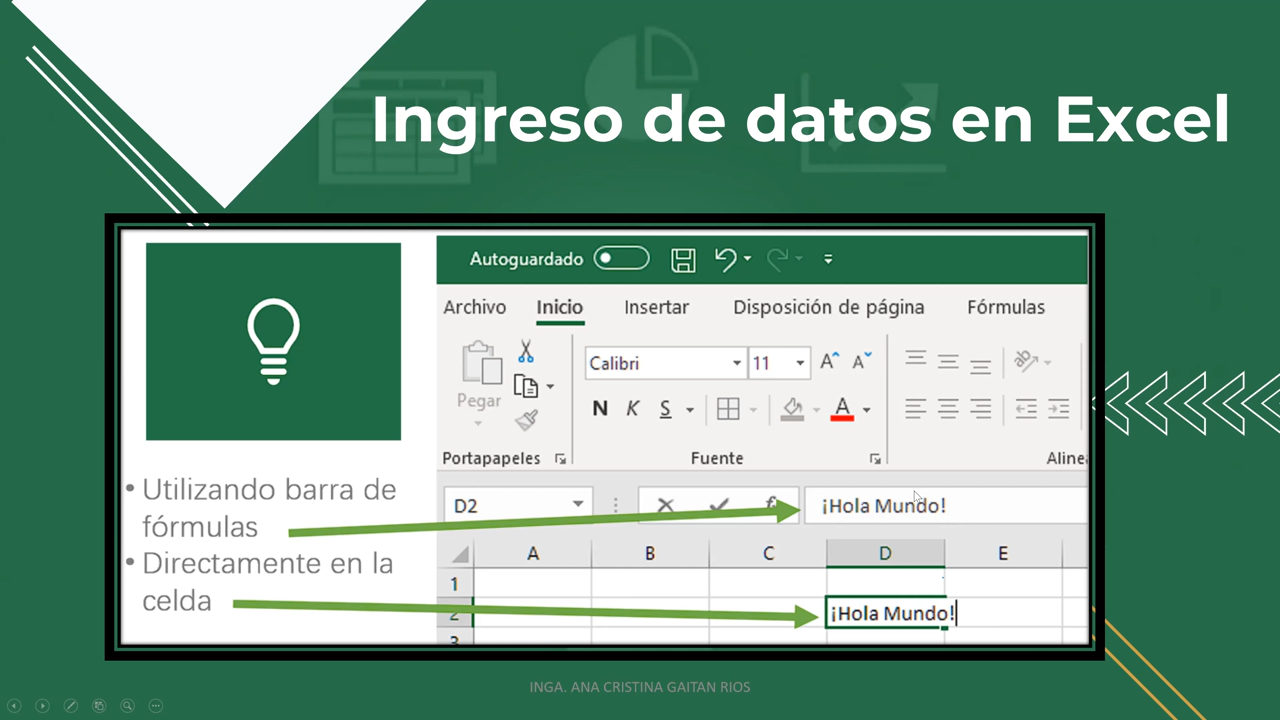 Ingreso de datos en Excel
Autoguardado
Archivo Inicio Insertar Disposición de página Fórmulas
Calibri 11 A A
Pegar
N K S A
Portapapeles Fuente
• Utilizando barra de
fórmulas
D2 ¡Hola Mundo!
A B C D E
• Directamente en la
celda
1
2 ¡Hola Mundo!
3
INGA. ANA CRISTINA GAITAN RIOS